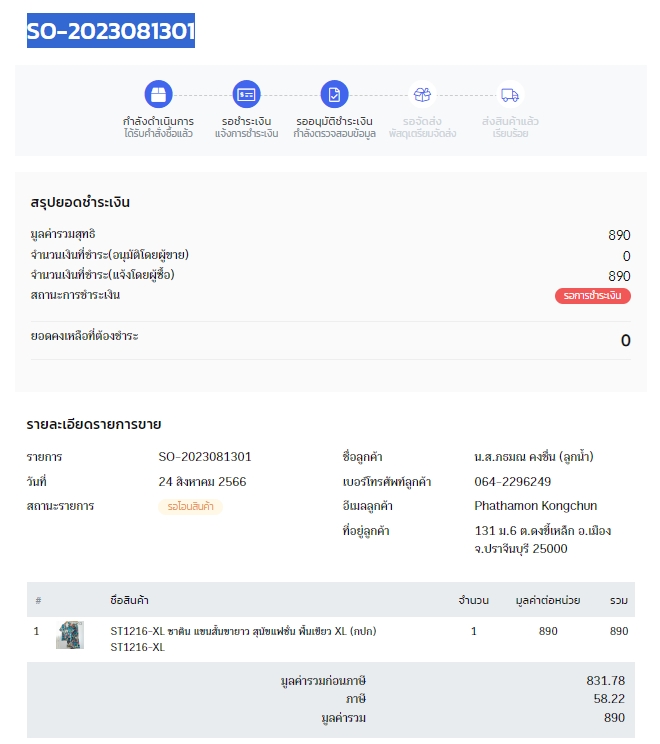 SO-2023081301
กำลังดำเนินการ
ได้รับคำสั่งซื้อแล้ว
รอชำระเงิน
แจ้งการชำระเงิน
รออนุมัติชำระเงิน
กำลังตรวจสอบข้อมูล
รอจัดส่ง
พัสดุเตรียมจัดส่ง
ส่งสินค้าแล้ว
เรียบร้อย
สรุปยอดชำระเงิน
มูลค่ารวมสุทธิ 890
จำนวนเงินที่ชำระ(อนุมัติโดยผู้ขาย) 0
จำนวนเงินที่ชำระ(แจ้งโดยผู้ซื้อ) 890
สถานะการชำระเงิน รอการชำระเงิน
ยอดคงเหลือที่ต้องชำระ 0
รายละเอียดรายการขาย
รายการ SO-2023081301 ชื่อลูกค้า น.ส.ภธมณ คงชื่น (ลูกน้ำ)
วันที่ 24 สิงหาคม 2566 เบอร์โทรศัพท์ลูกค้า 064-2296249
สถานะรายการ รอโอนสินค้า อีเมลลูกค้า Phathamon Kongchun
ที่อยู่ลูกค้า 131 ม.6 ต.ดงขี้เหล็ก อ.เมือง
จ.ปราจีนบุรี 25000
# ชื่อสินค้า จำนวน มูลค่าต่อหน่วย รวม
1 ST1216-XL ซาติน แขนสั้นขายาว สุนัขแฟชั่น พื้นเขียว XL (กปก) 1 890 890
ST1216-XL
มูลค่ารวมก่อนภาษี 831.78
ภาษี 58.22
มูลค่ารวม 890